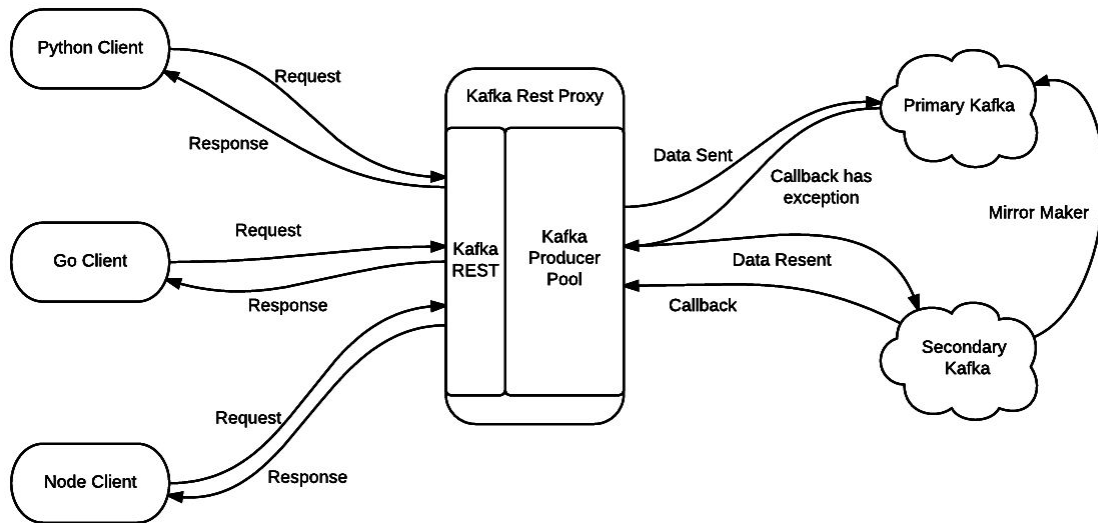 Python Client
Request
Response
Go Client
Request
Response
Node Client
Request
Response
Kafka Rest Proxy
Kafka
REST
Kafka
Producer
Pool
Data Sent
Callback has
exception
Data Resent
Callback
Primary Kafka
Mirror Maker
Secondary
Kafka